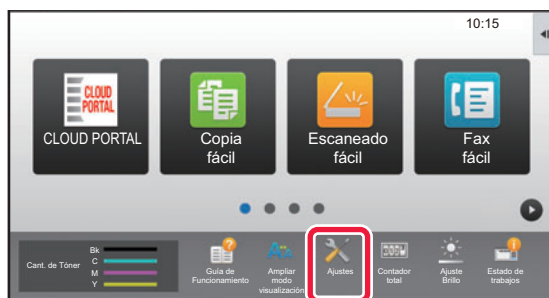 10:15
CLOUD
PORTAL
CLOUD PORTAL
Copia
fácil
Escaneado
fácil
Fax
fácil
Cant. de Tóner
Bk
C
M
Y
Guía de
Funcionamiento
Ampliar
modo
visualización
Ajustes
Contador
total
Ajuste
Brillo
Estado de
trabajos